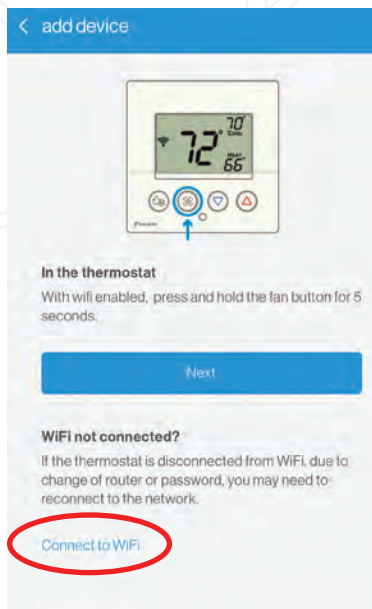 < add device
70°
COOL
72°
HEAT
66
In the thermostat
With wifi enabled, press and hold the fan button for 5
seconds.
Next
WiFi not connected?
If the thermostat is disconnected from WiFi, due to
change of router or password, you may need to
reconnect to the network.
Connect to WiFi.